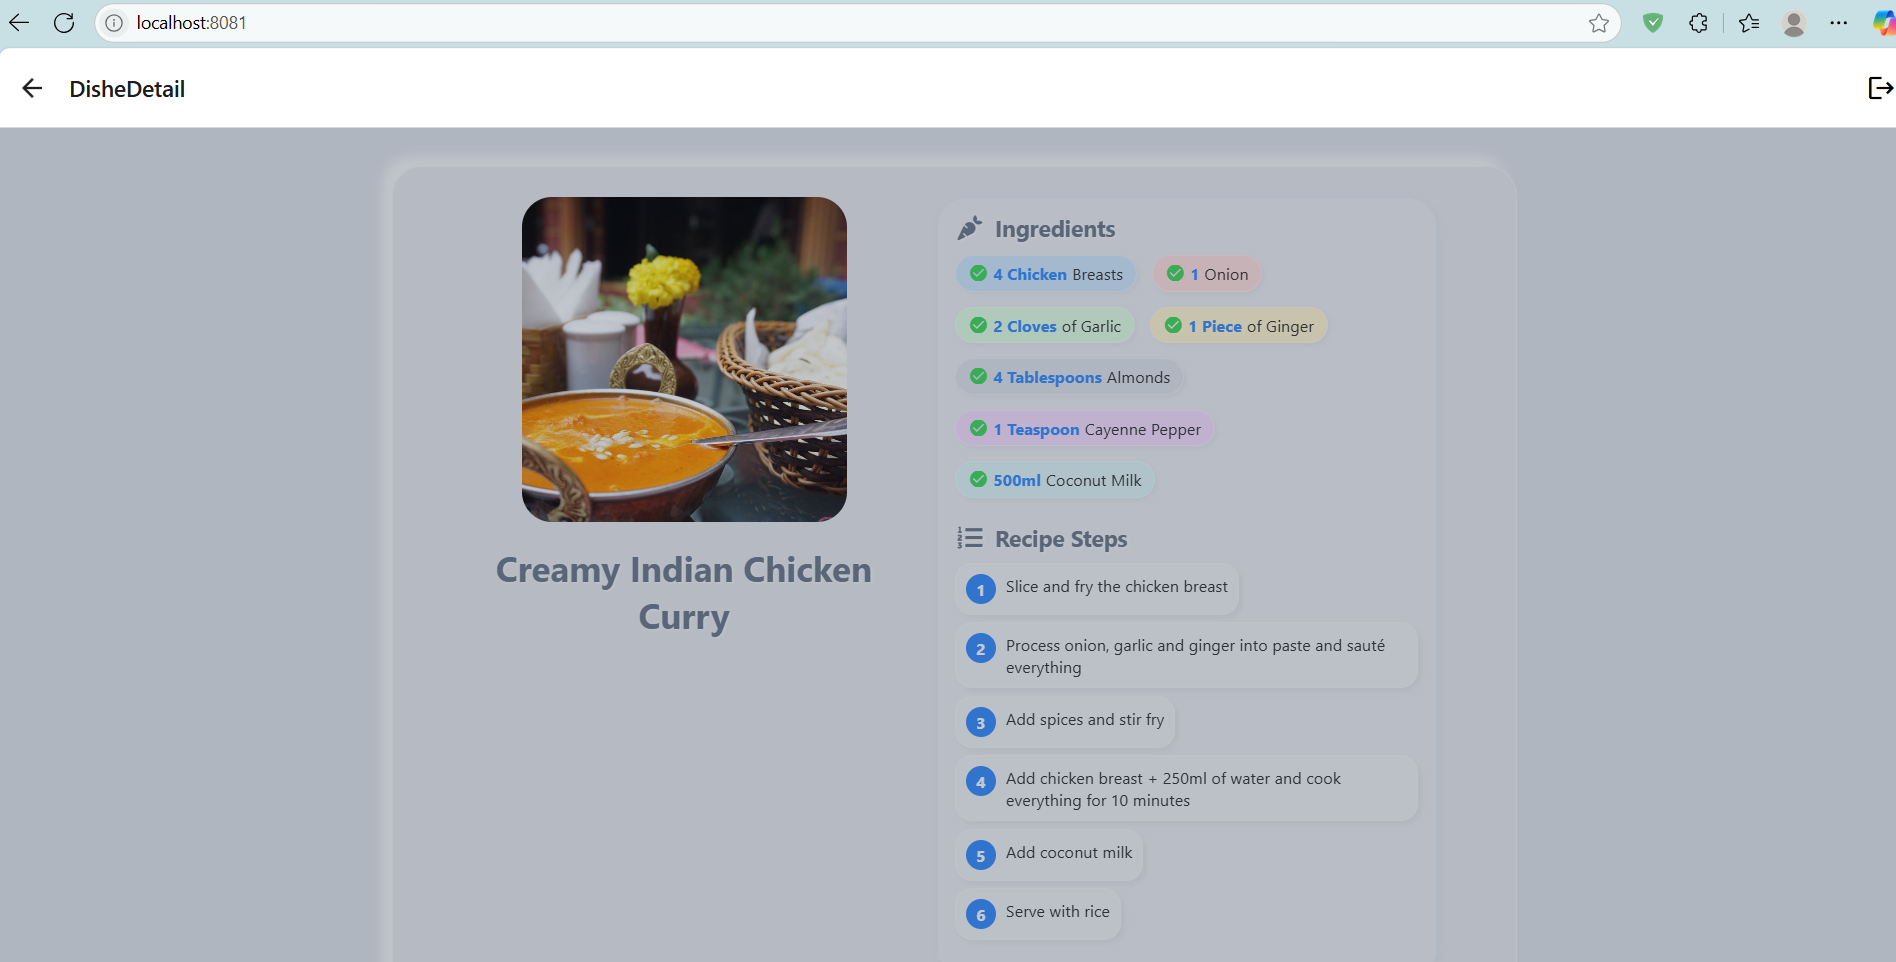 localhost:8081
DisheDetail
Ingredients
4 Chicken Breasts
1 Onion
2 Cloves of Garlic
1 Piece of Ginger
4 Tablespoons Almonds
1 Teaspoon Cayenne Pepper
500ml Coconut Milk
Recipe Steps
1 Slice and fry the chicken breast
2 Process onion, garlic and ginger into paste and sauté
everything
3 Add spices and stir fry
4 Add chicken breast + 250ml of water and cook
everything for 10 minutes
5 Add coconut milk
6 Serve with rice
Creamy Indian Chicken
Curry